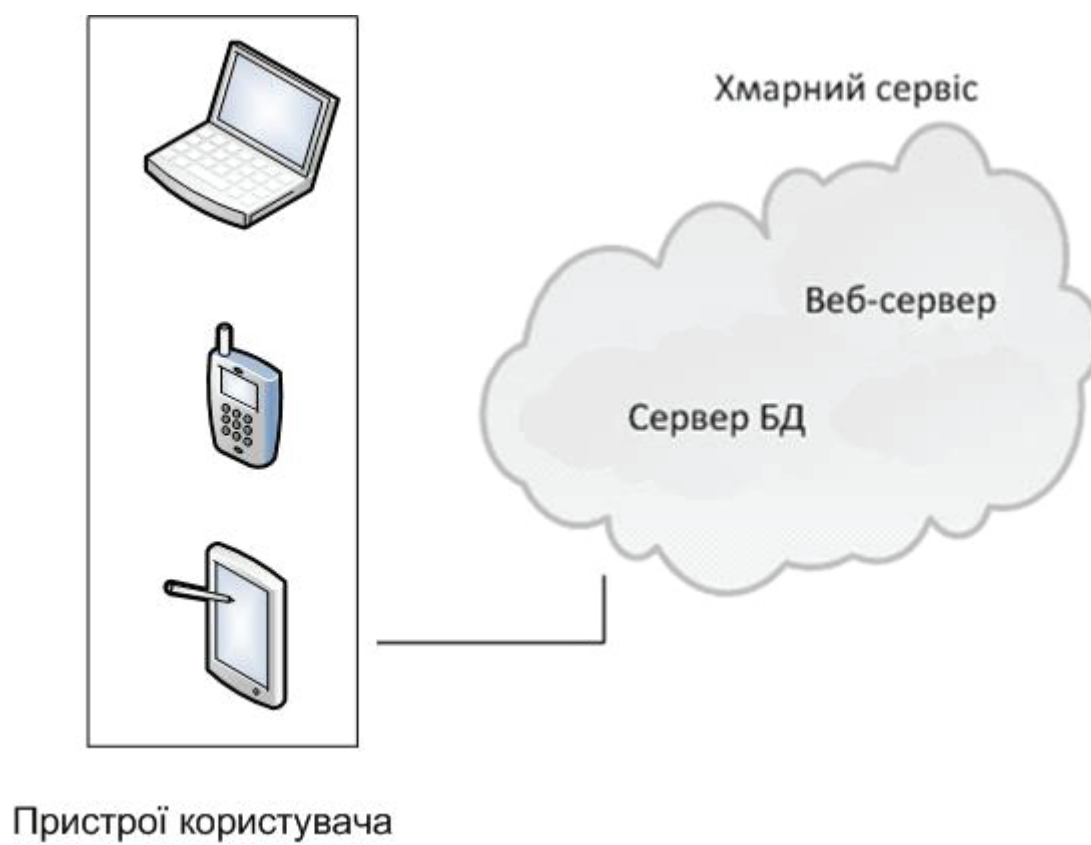 Хмарний сервіс
Веб-сервер
Сервер БД
Пристрої користувача